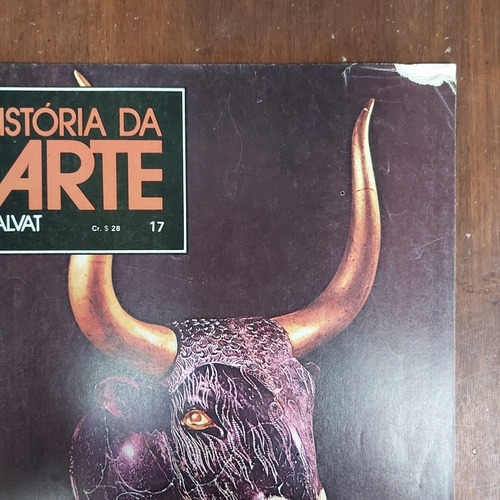 ISTÓRIA DA
ARTE
ALVAT
Cr. $ 28 17